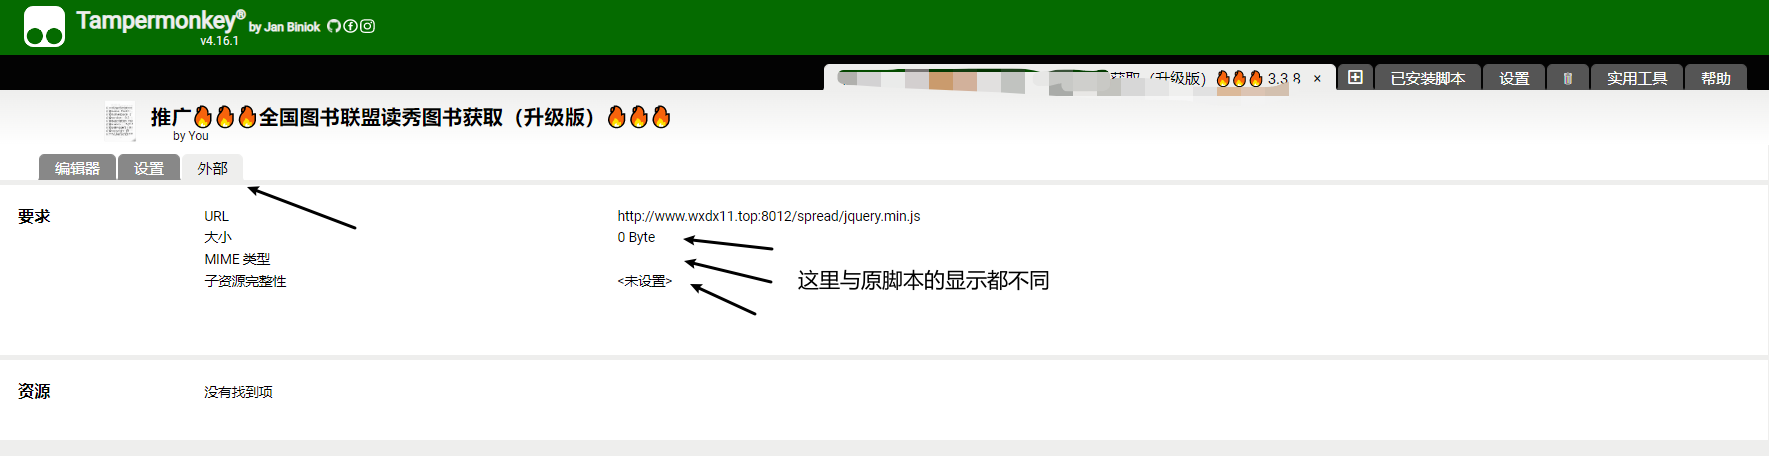 Tampermonkey® by Jan Biniok
v4.16.1
获取（升级版）🔥🔥🔥 3.3.8 ×
已安装脚本 设置 实用工具 帮助
推广🔥🔥🔥全国图书联盟读秀图书获取（升级版）🔥🔥🔥
by You
编辑器 设置 外部
要求 URL http://www.wxdx11.top:8012/spread/jquery.min.js
大小 0 Byte
MIME 类型
子资源完整性 <未设置>
这里与原脚本的显示都不同
资源 没有找到项